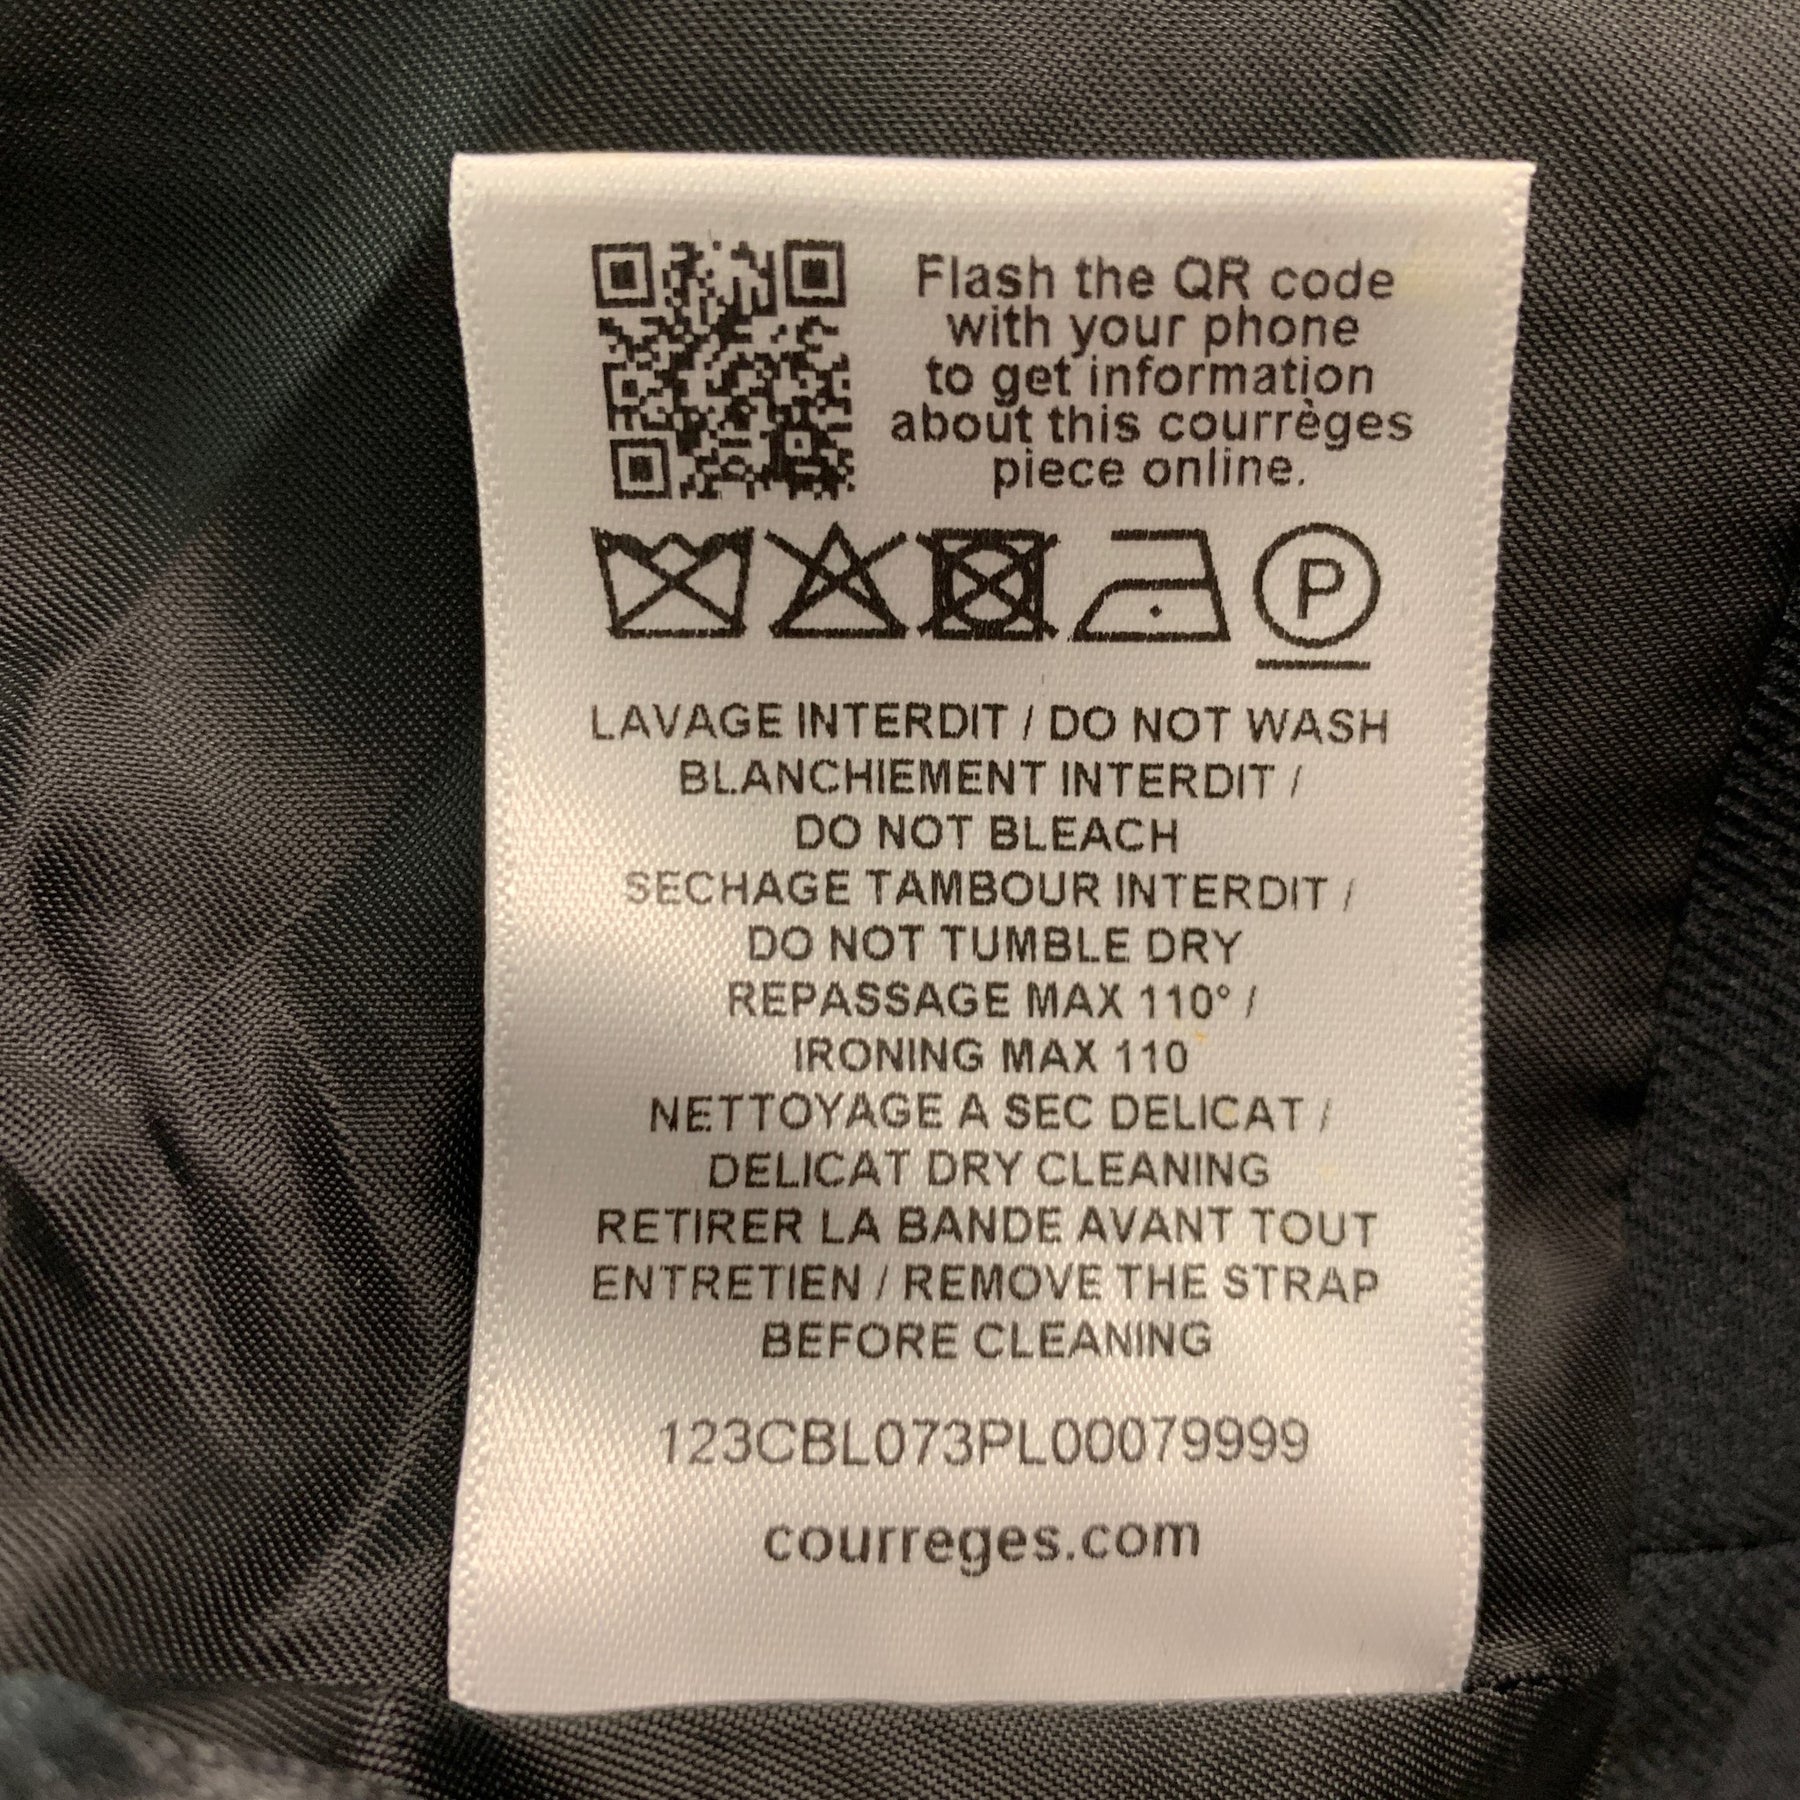 Flash the QR code
with your phone
to get information
about this courrèges
piece online.
P
LAVAGE INTERDIT / DO NOT WASH
BLANCHIEMENT INTERDIT /
DO NOT BLEACH
SECHAGE TAMBOUR INTERDIT /
DO NOT TUMBLE DRY
REPASSAGE MAX 110° /
IRONING MAX 110
NETTOYAGE A SEC DELICAT /
DELICAT DRY CLEANING
RETIRER LA BANDE AVANT TOUT
ENTRETIEN / REMOVE THE STRAP
BEFORE CLEANING
123CBL073PL00079999
courreges.com